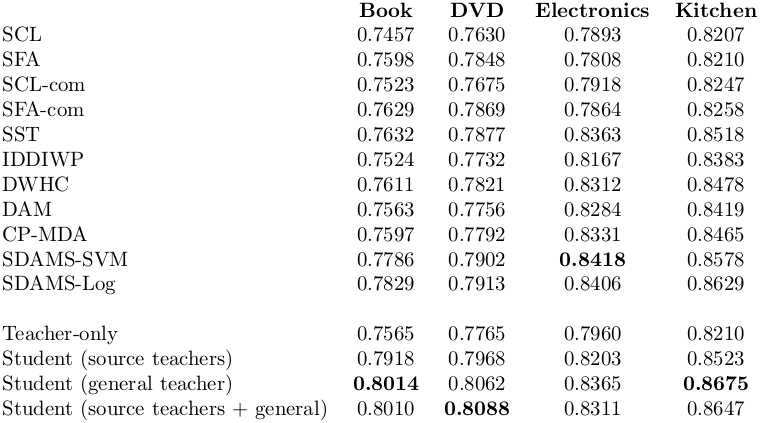 Book DVD Electronics Kitchen
SCL 0.7457 0.7630 0.7893 0.8207
SFA 0.7598 0.7848 0.7808 0.8210
SCL-com 0.7523 0.7675 0.7918 0.8247
SFA-com 0.7629 0.7869 0.7864 0.8258
SST 0.7632 0.7877 0.8363 0.8518
IDDIWP 0.7524 0.7732 0.8167 0.8383
DWHC 0.7611 0.7821 0.8312 0.8478
DAM 0.7563 0.7756 0.8284 0.8419
CP-MDA 0.7597 0.7792 0.8331 0.8465
SDAMS-SVM 0.7786 0.7902 0.8418 0.8578
SDAMS-Log 0.7829 0.7913 0.8406 0.8629
Teacher-only 0.7565 0.7765 0.7960 0.8210
Student (source teachers) 0.7918 0.7968 0.8203 0.8523
Student (general teacher) 0.8014 0.8062 0.8365 0.8675
Student (source teachers + general) 0.8010 0.8088 0.8311 0.8647